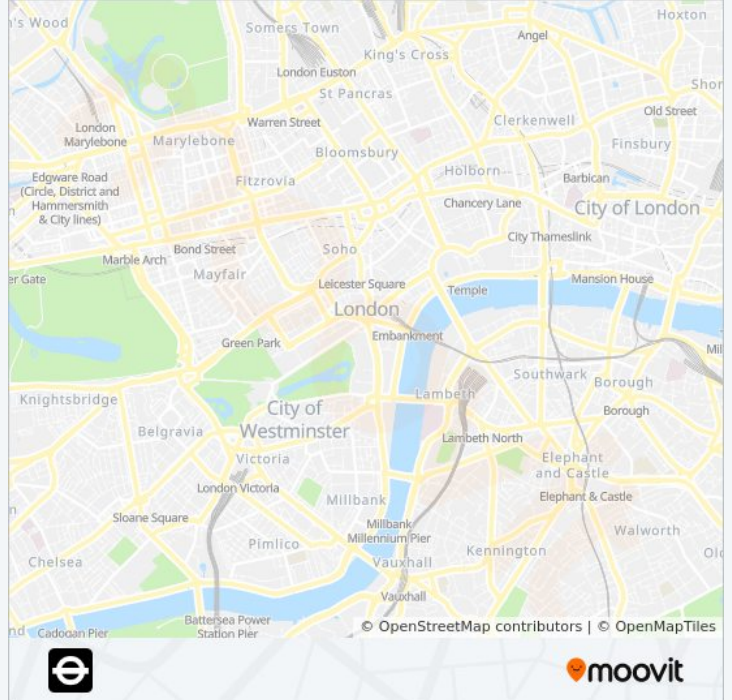 's Wood
Somers Town
Hoxton
Angel
King's Cross
London Euston
St Pancras
Shor
Old Street
Warren Street
Clerkenwell
London
Marylebone
Marylebone
Finsbury
Bloomsbury
Holborn
Edgware Road
(Circle, District and
Hammersmith
& City lines)
Fitzrovia
Barbican
Chancery Lane
City of London
City Thameslink
Soho
Bond Street
Marble Arch
Mayfair
er Gate
Leicester Square
Mansion House
Temple
London
Embankment
Green Park
Mil
Southwark
Borough
Lambeth
Knightsbridge
City of
Westminster
Borough
Belgravia
Lambeth North
Victoria
Elephant
and Castle
London Victoria
Elephant & Castle
Millbank
n
Sloane Square
Millbank
Millennium Pier
Walworth
Pimlico
Kennington
Olc
Chelsea
Vauxhall
Vauxhall
Battersea Power
Station Pier
nd
Cadogan Pier
© OpenStreetMap contributors | © OpenMapTiles
moovit